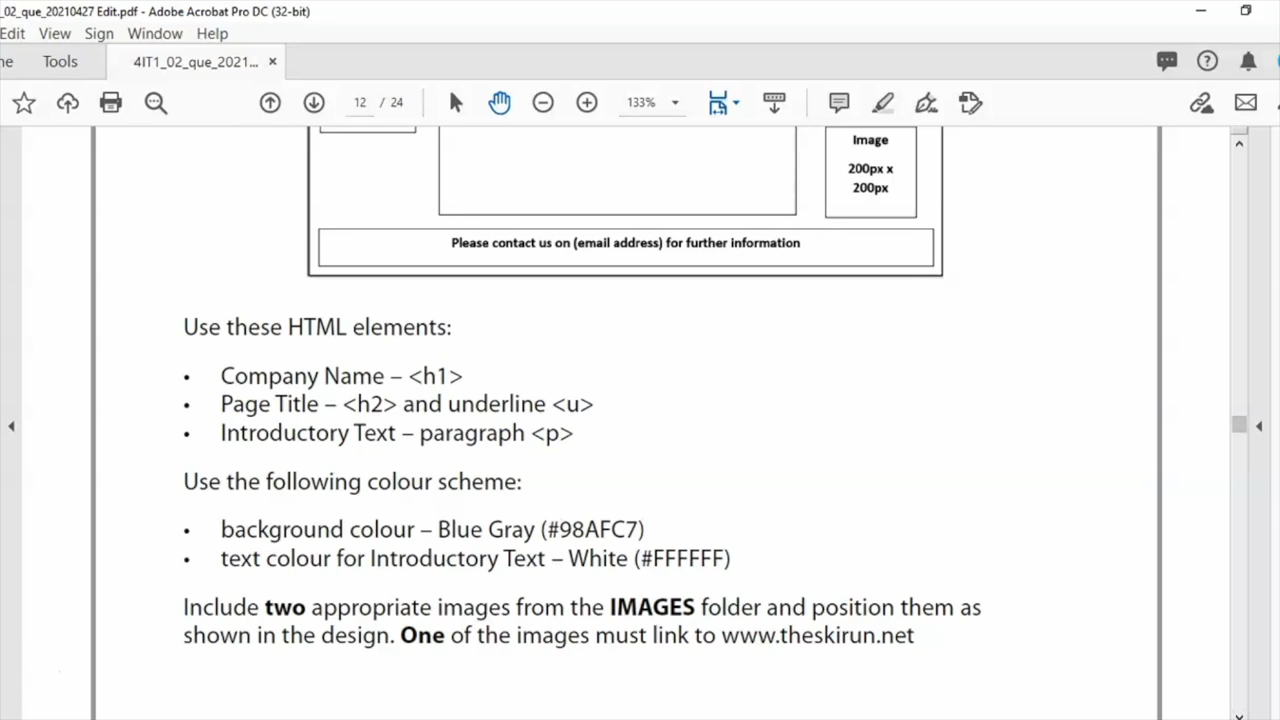 _02_que_20210427 Edit.pdf - Adobe Acrobat Pro DC (32-bit)
Edit View Sign Window Help
ne Tools 4IT1_02_que_2021... ×
12 / 24 133%
Image
200px x
200px
Please contact us on (email address) for further information
Use these HTML elements:
• Company Name – <h1>
• Page Title – <h2> and underline <u>
• Introductory Text – paragraph <p>
Use the following colour scheme:
• background colour – Blue Gray (#98AFC7)
• text colour for Introductory Text – White (#FFFFFF)
Include two appropriate images from the IMAGES folder and position them as
shown in the design. One of the images must link to www.theskirun.net